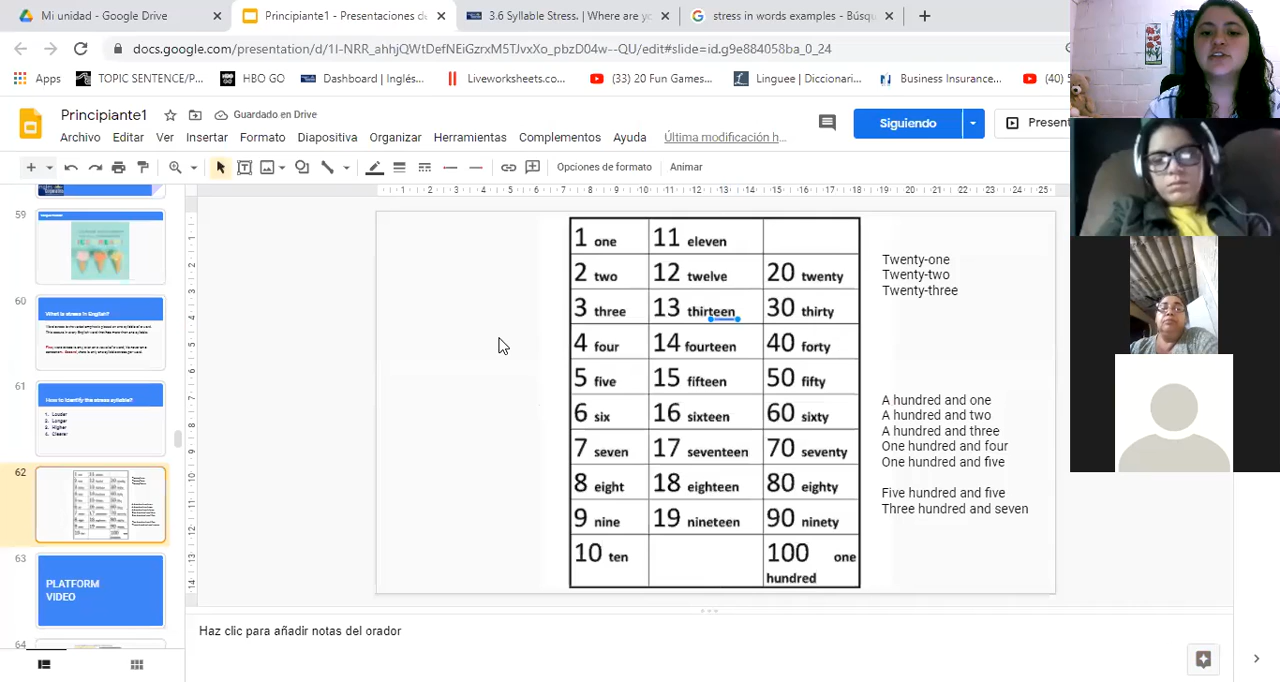 Mi unidad - Google Drive
Principiante1 - Presentaciones de
3.6 Syllable Stress. | Where are yo
stress in words examples - Búsqu
docs.google.com/presentation/d/1I-NRR_ahhjQWtDefNEiGzrxM5TJvxXo_pbzD04w--QU/edit#slide=id.g9e884058ba_0_24
Apps
TOPIC SENTENCE/P...
HBO GO
Dashboard | Inglés...
Liveworksheets.co...
(33) 20 Fun Games...
Linguee | Diccionari...
Business Insurance...
(40) 5
Principiante1
Guardado en Drive
Archivo Editar Ver Insertar Formato Diapositiva Organizar Herramientas Complementos Ayuda Última modificación h...
Siguiendo
Present
Opciones de formato Animar
59
60
What is stress in English?
61
How to identify the stress syllable?
1. Louder
2. Longer
3. Higher
4. Clearer
62
63
PLATFORM
VIDEO
64
1 one 11 eleven
2 two 12 twelve 20 twenty
3 three 13 thirteen 30 thirty
4 four 14 fourteen 40 forty
5 five 15 fifteen 50 fifty
6 six 16 sixteen 60 sixty
7 seven 17 seventeen 70 seventy
8 eight 18 eighteen 80 eighty
9 nine 19 nineteen 90 ninety
10 ten 100 one
hundred
Twenty-one
Twenty-two
Twenty-three
A hundred and one
A hundred and two
A hundred and three
One hundred and four
One hundred and five
Five hundred and five
Three hundred and seven
Haz clic para añadir notas del orador